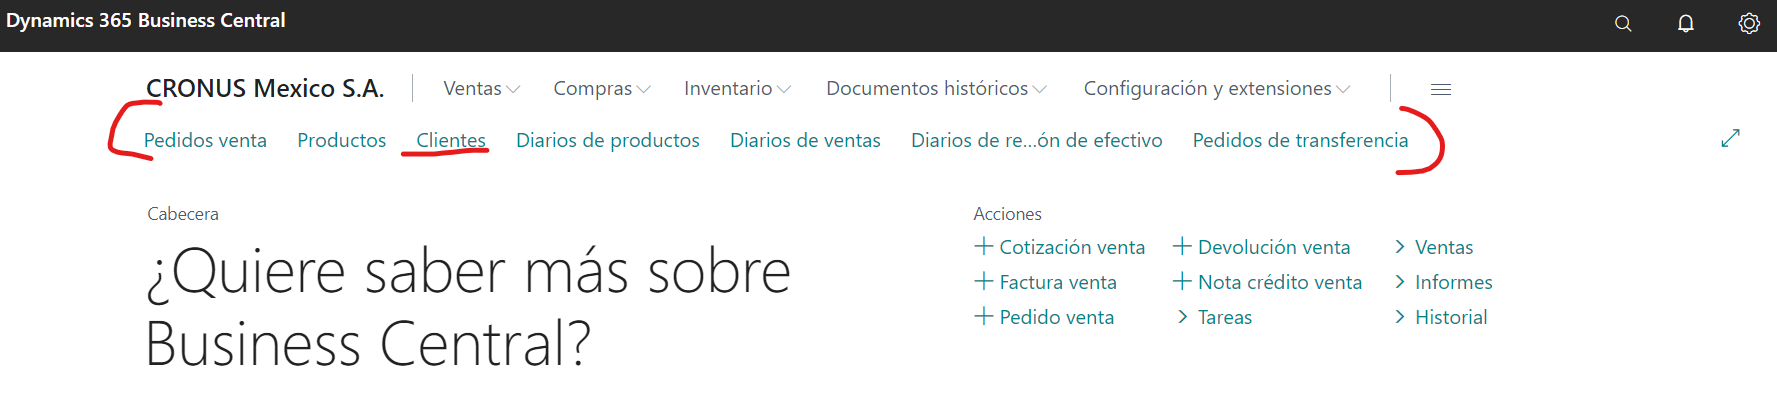 Dynamics 365 Business Central
CRONUS Mexico S.A. Ventas Compras Inventario Documentos históricos Configuración y extensiones
Pedidos venta Productos Clientes Diarios de productos Diarios de ventas Diarios de re...ón de efectivo Pedidos de transferencia
Cabecera
¿Quiere saber más sobre
Business Central?
Acciones
+ Cotización venta + Devolución venta > Ventas
+ Factura venta + Nota crédito venta > Informes
+ Pedido venta > Tareas > Historial